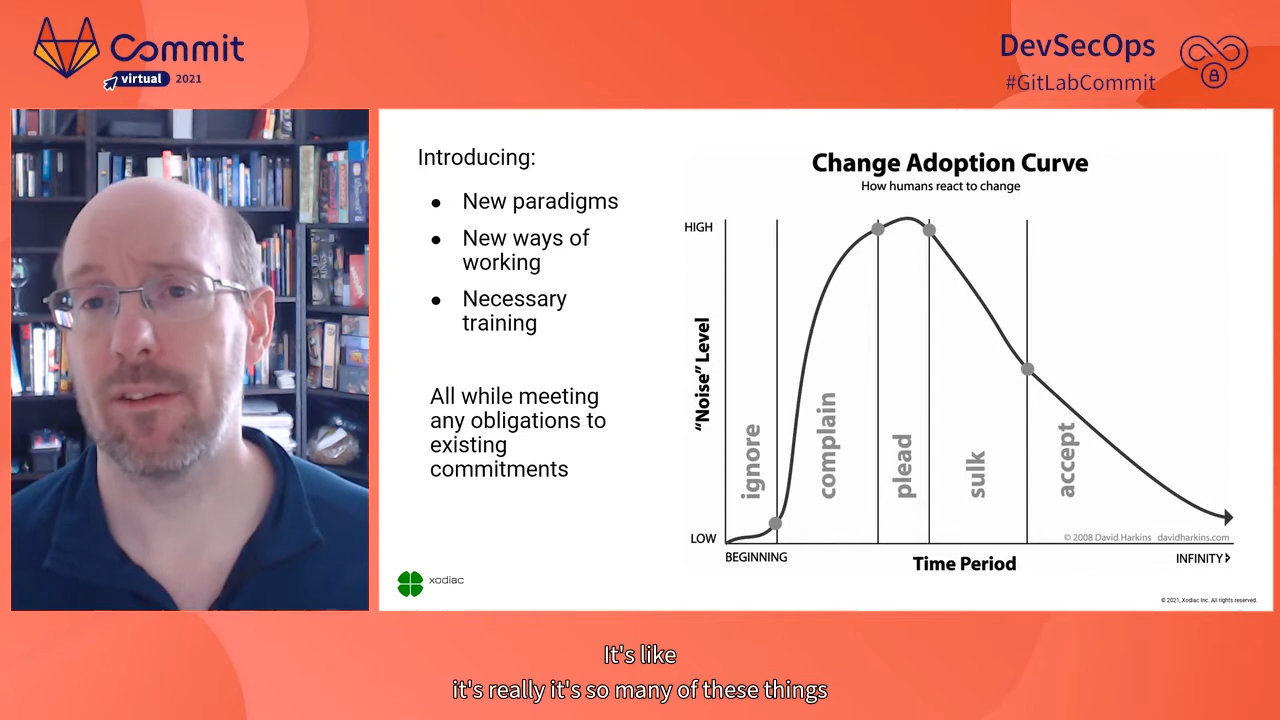 Commit
virtual 2021
DevSecOps
#GitLabCommit
Introducing:
● New paradigms
● New ways of
working
● Necessary
training
All while meeting
any obligations to
existing
commitments
xodiac
Change Adoption Curve
How humans react to change
HIGH
"Noise" Level
LOW
ignore
complain
plead
sulk
accept
© 2008 David Harkins davidharkins.com
BEGINNING
Time Period
INFINITY
© 2021, Xodiac Inc. All rights reserved.
It's like
it's really it's so many of these things